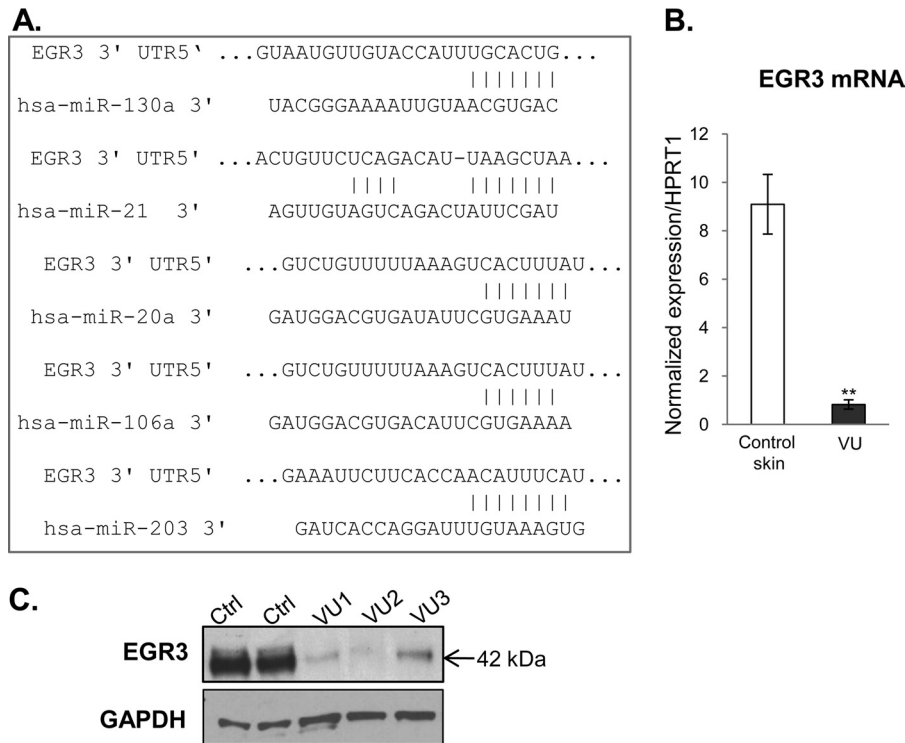 A.
EGR3 3' UTR5‘ ...GUAAUGUUGUACCAUUUGCACUG...
|||||||
hsa-miR-130a 3' UACGGGAAAAUUGUAACGUGAC
EGR3 3' UTR5' ...ACUGUUCUCAGACAU-UAAGCUAA...
|||| |||||||
hsa-miR-21 3' AGUUGUAGUCAGACUAUUCGAU
EGR3 3' UTR5' ...GUCUGUUUUUAAAGUCACUUUAU...
|||||||
hsa-miR-20a 3' GAUGGACGUGAUAUUCGUGAAAU
EGR3 3' UTR5' ...GUCUGUUUUUAAAGUCACUUUAU...
||||||
hsa-miR-106a 3' GAUGGACGUGACAUUCGUGAAAA
EGR3 3' UTR5' ...GAAAUUCUUCACCAACAUUUCAU...
||||||||
hsa-miR-203 3' GAUCACCAGGAUUUGUAAAGUG
B.
EGR3 mRNA
Normalized expression/HPRT1
12
10
8
6
4
2
0
**
Control skin
VU
C.
Ctrl Ctrl VU1 VU2 VU3
EGR3
42 kDa
GAPDH